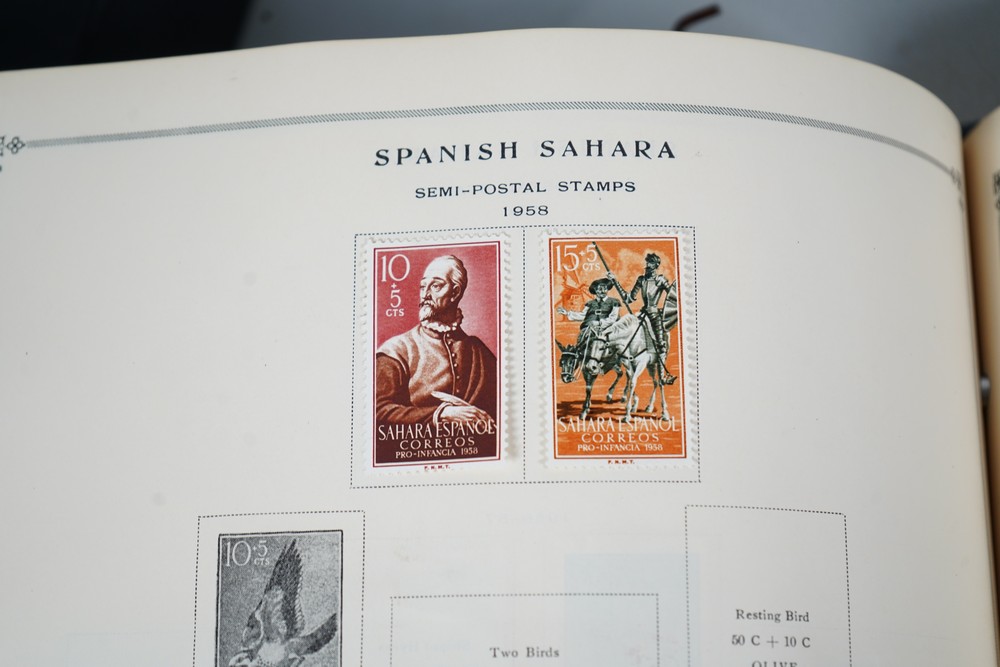 SPANISH SAHARA
SEMI-POSTAL STAMPS
1958
10
+5
CTS
SAHARA ESPAÑOL
CORREOS
PRO-INFANCIA 1958
F.N.M.T.
15+5
CTS
SAHARA ESPAÑOL
CORREOS
PRO-INFANCIA 1958
F.N.M.T.
10+5
CTS
Two Birds
Resting Bird
50 C + 10 C
OLIVE